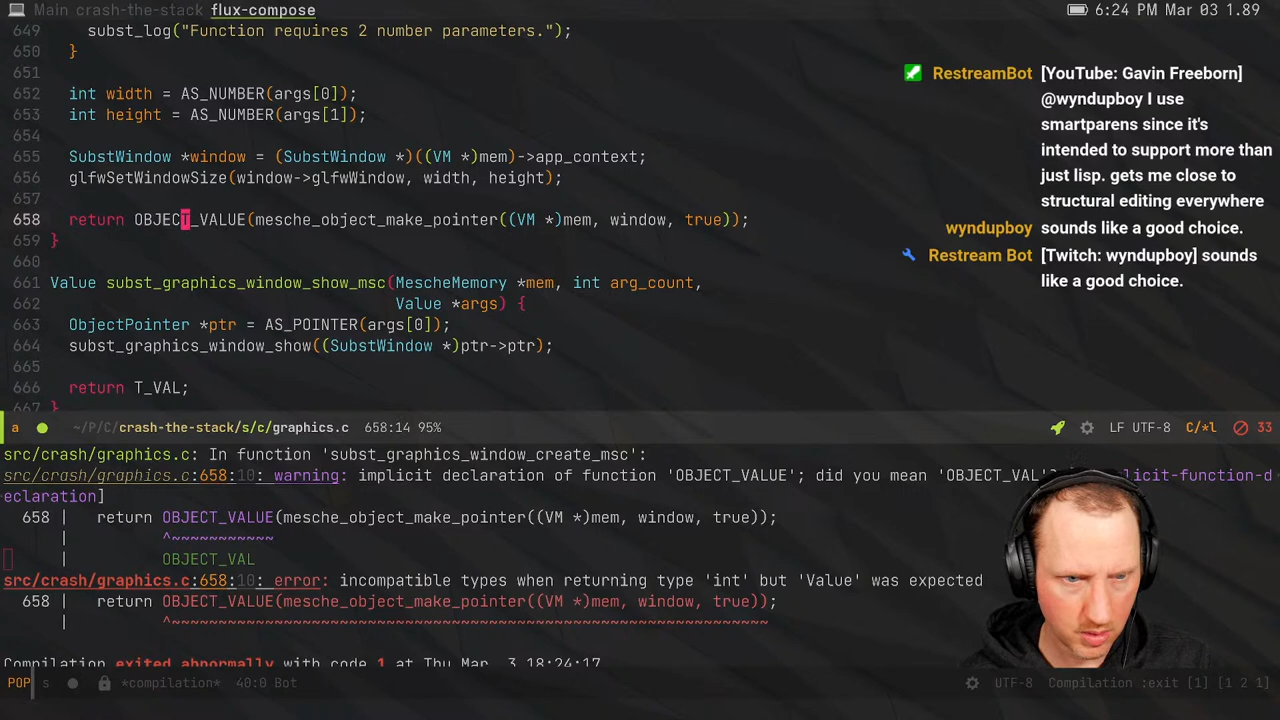 Main crash-the-stack flux-compose
6:24 PM Mar 03 1.89
649 subst_log("Function requires 2 number parameters.");
650 }
651
652 int width = AS_NUMBER(args[0]);
653 int height = AS_NUMBER(args[1]);
654
655 SubstWindow *window = (SubstWindow *)((VM *)mem)->app_context;
656 glfwSetWindowSize(window->glfwWindow, width, height);
657
658 return OBJECT_VALUE(mesche_object_make_pointer((VM *)mem, window, true));
659 }
660
661 Value subst_graphics_window_show_msc(MescheMemory *mem, int arg_count,
662 Value *args) {
663 ObjectPointer *ptr = AS_POINTER(args[0]);
664 subst_graphics_window_show((SubstWindow *)ptr->ptr);
665
666 return T_VAL;
667 }
RestreamBot [YouTube: Gavin Freeborn]
@wyndupboy I use
smartparens since it's
intended to support more than
just lisp. gets me close to
structural editing everywhere
wyndupboy sounds like a good choice.
Restream Bot [Twitch: wyndupboy] sounds
like a good choice.
a ~/P/C/crash-the-stack/s/c/graphics.c 658:14 95% LF UTF-8 C/*l 33
src/crash/graphics.c: In function 'subst_graphics_window_create_msc':
src/crash/graphics.c:658:10: warning: implicit declaration of function 'OBJECT_VALUE'; did you mean 'OBJECT_VAL'? licit-function-d
eclaration]
658 | return OBJECT_VALUE(mesche_object_make_pointer((VM *)mem, window, true));
| ^~~~~~~~~~~~
| OBJECT_VAL
src/crash/graphics.c:658:10: error: incompatible types when returning type 'int' but 'Value' was expected
658 | return OBJECT_VALUE(mesche_object_make_pointer((VM *)mem, window, true));
| ^~~~~~~~~~~~~~~~~~~~~~~~~~~~~~~~~~~~~~~~~~~~~~~~~~~~~~~~~~~~~~~~~
Compilation exited abnormally with code 1 at Thu Mar 3 18:24:17
POP s *compilation* 40:0 Bot UTF-8 Compilation :exit [1] [1 2 1]